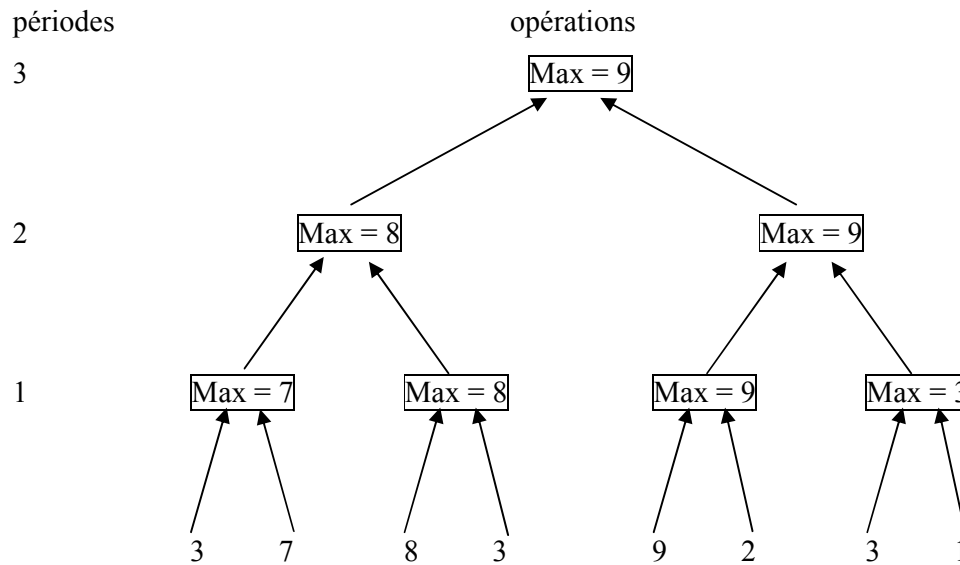 périodes opérations
3 Max = 9
2 Max = 8 Max = 9
1 Max = 7 Max = 8 Max = 9 Max = 3
3 7 8 3 9 2 3 1